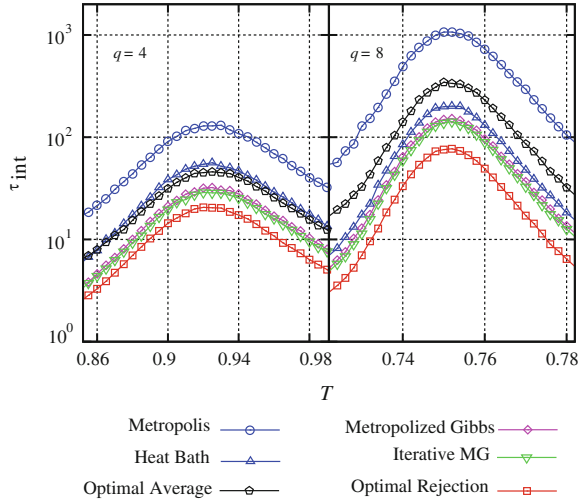 10^3
q = 4
q = 8
10^2
τ_int
10^1
10^0
0.86 0.9 0.94 0.98 0.74 0.76 0.78
T
Metropolis
Metropolized Gibbs
Heat Bath
Iterative MG
Optimal Average
Optimal Rejection